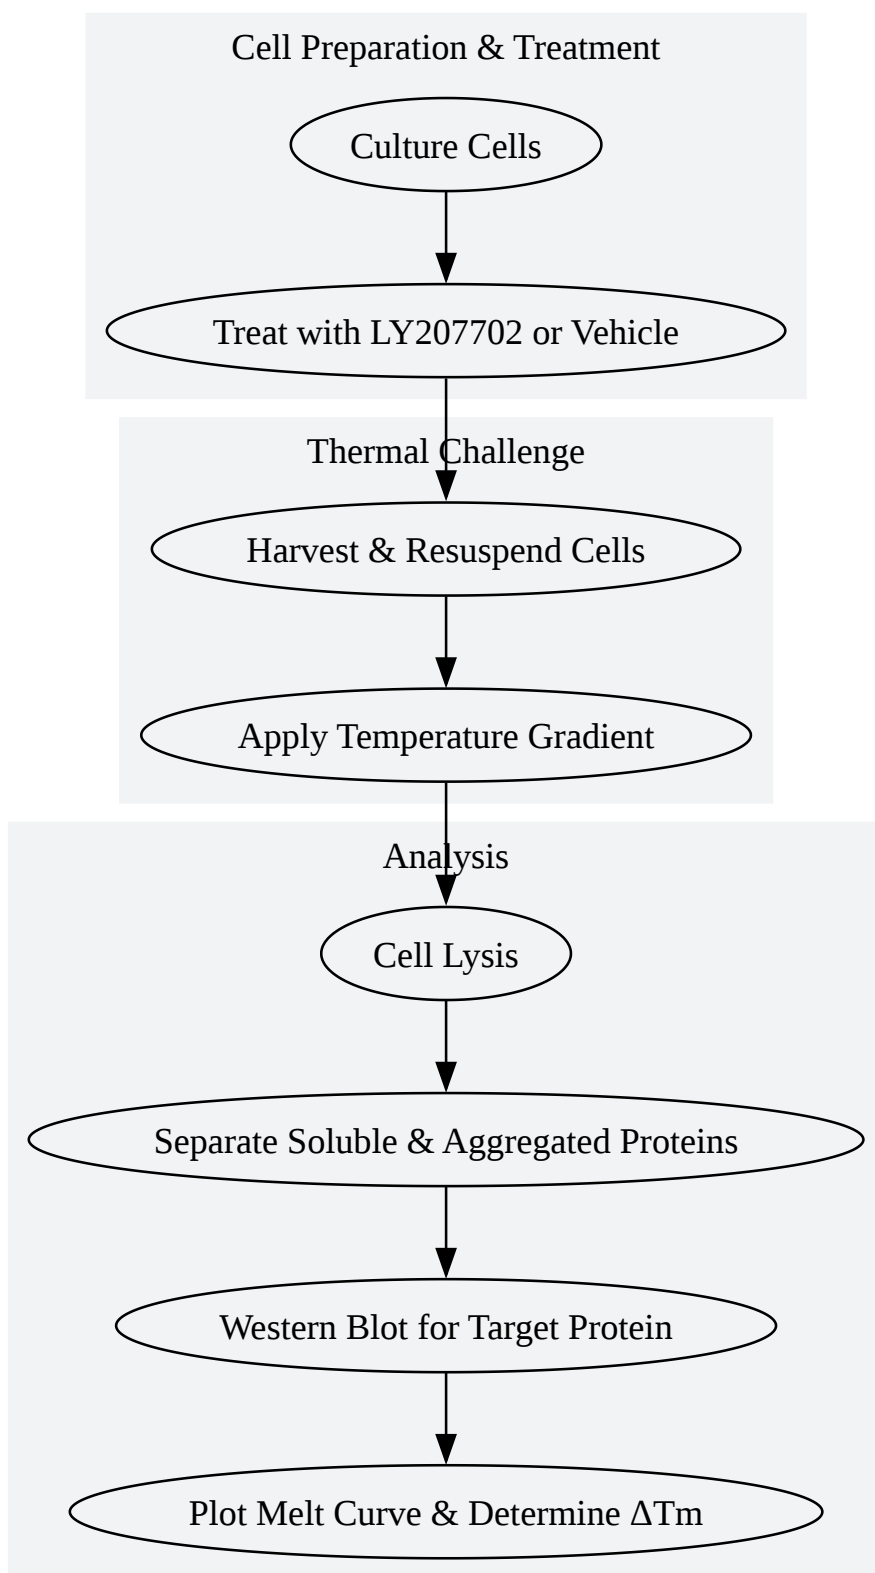 Cell Preparation & Treatment
Culture Cells
Treat with LY207702 or Vehicle
Thermal Challenge
Harvest & Resuspend Cells
Apply Temperature Gradient
Analysis
Cell Lysis
Separate Soluble & Aggregated Proteins
Western Blot for Target Protein
Plot Melt Curve & Determine ΔTm